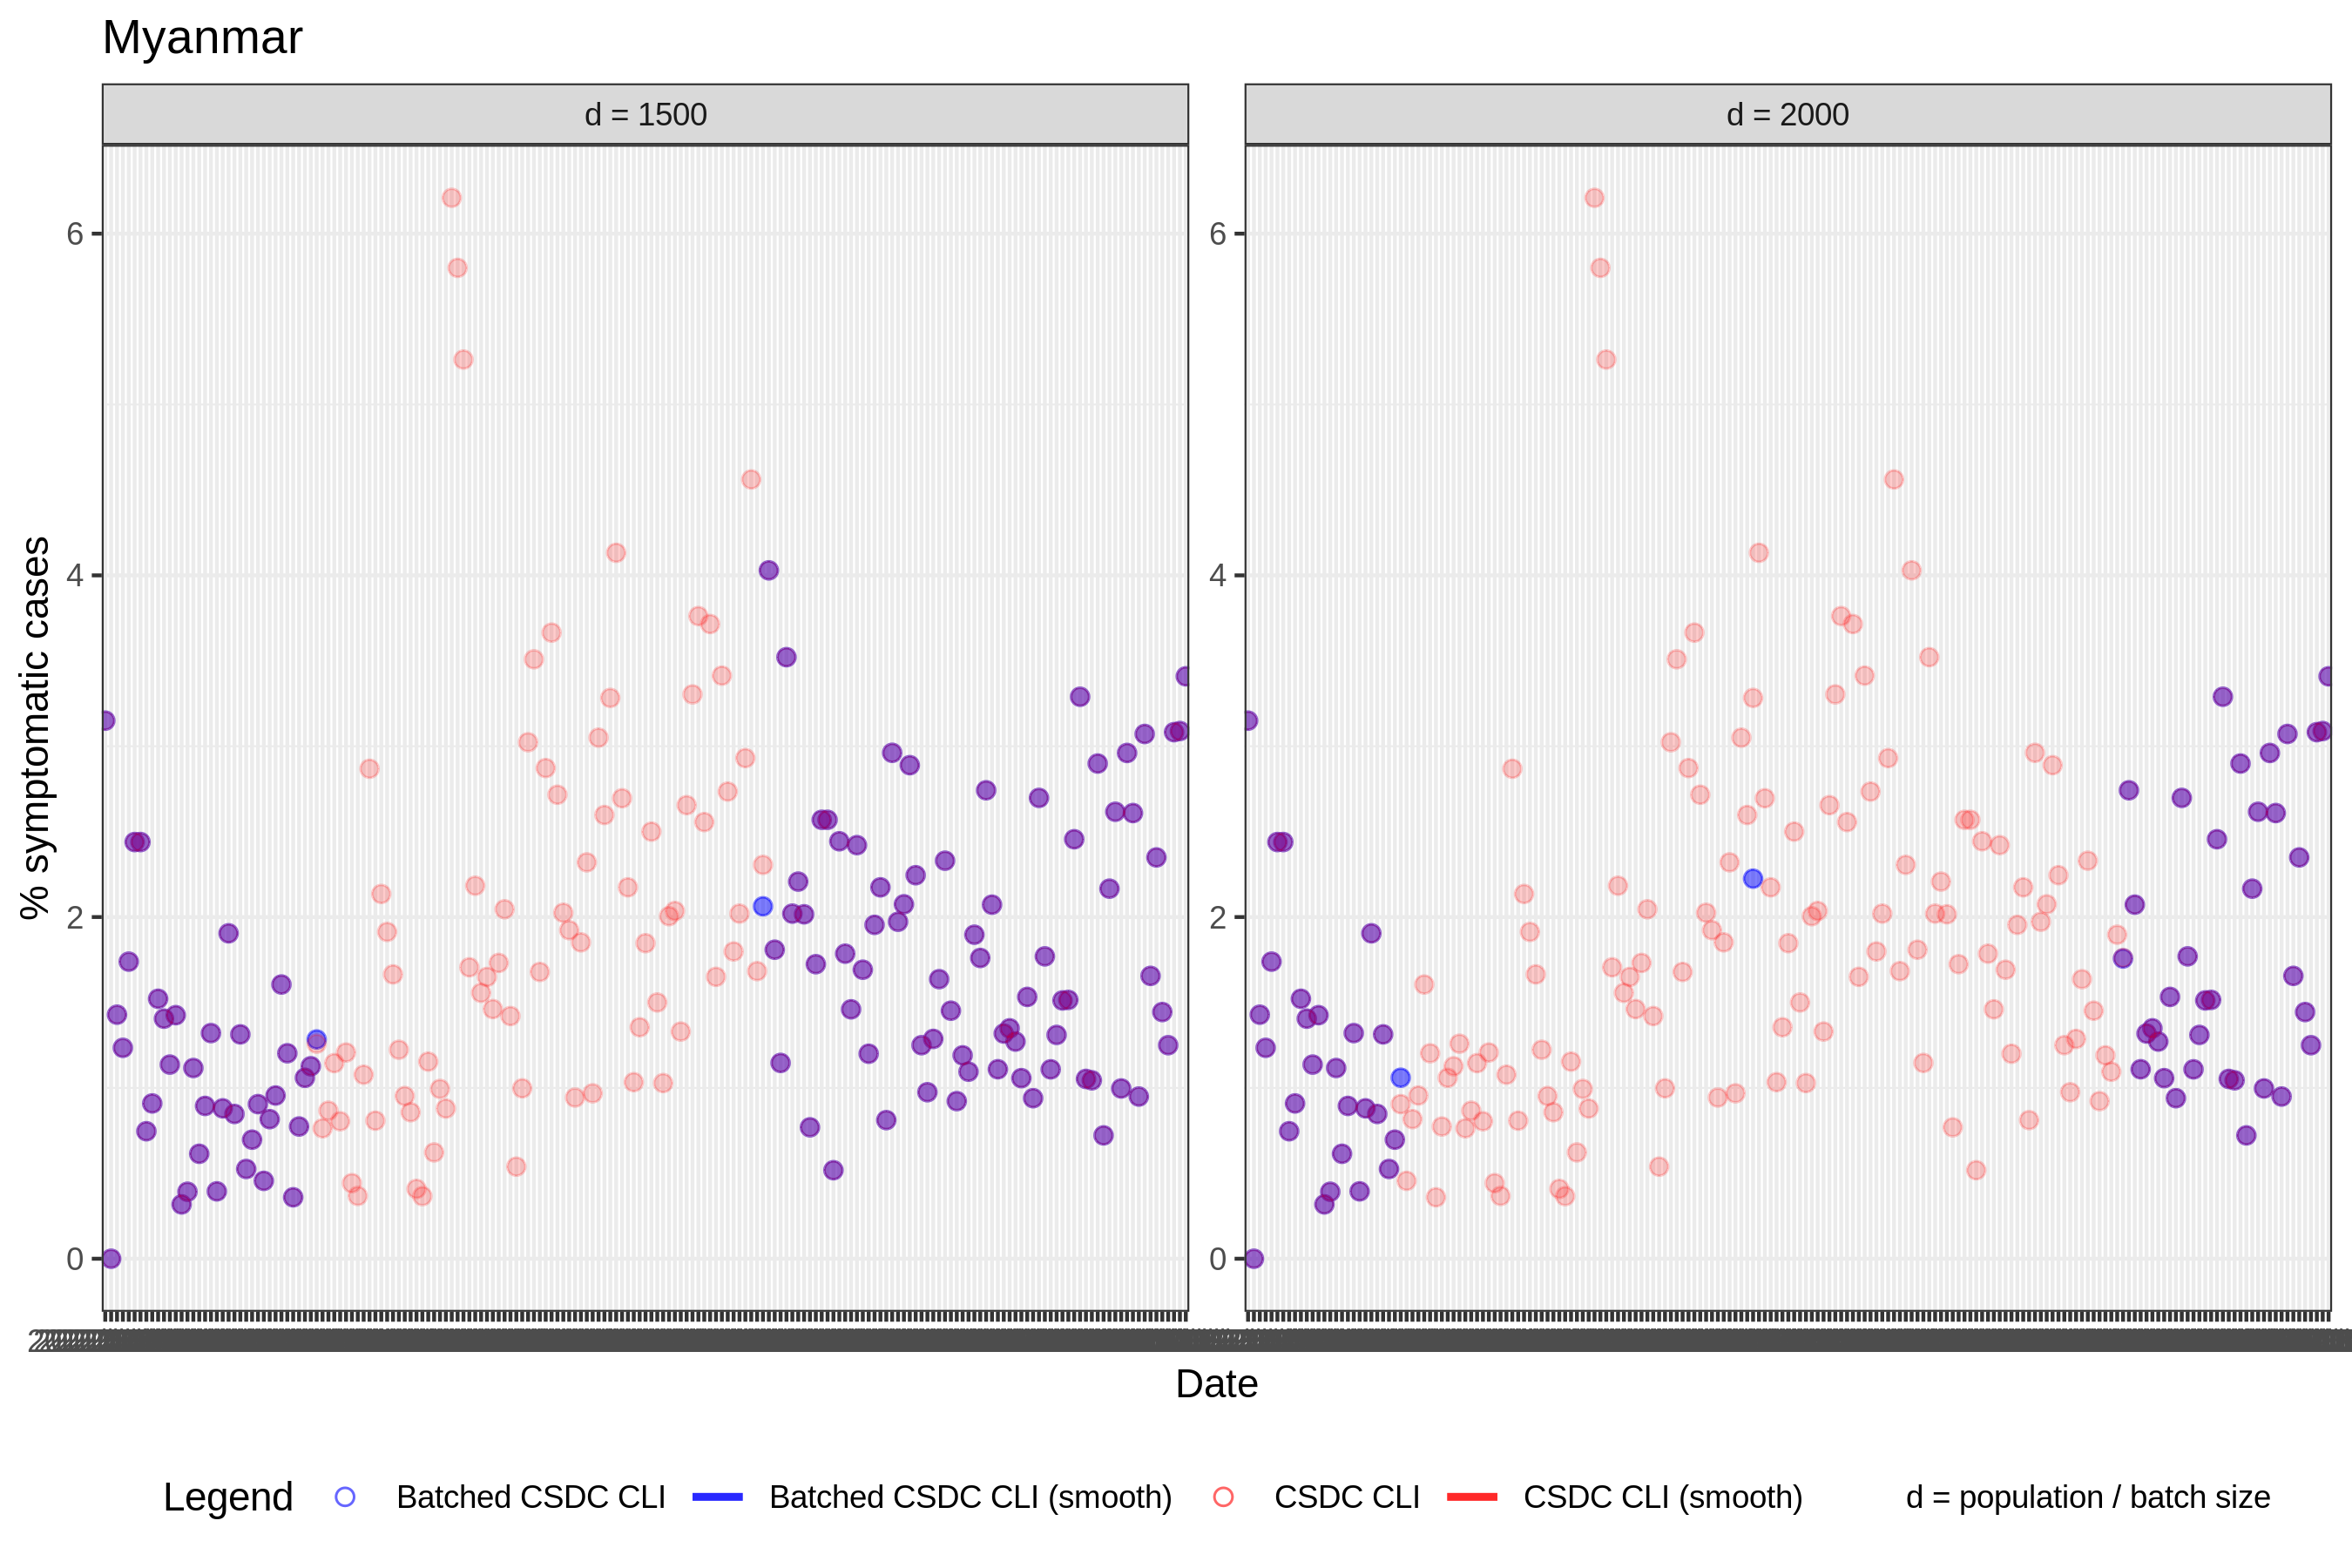 Myanmar
d = 1500
d = 2000
% symptomatic cases
6
4
2
0
6
4
2
0
Date
Legend
Batched CSDC CLI
Batched CSDC CLI (smooth)
CSDC CLI
CSDC CLI (smooth)
d = population / batch size